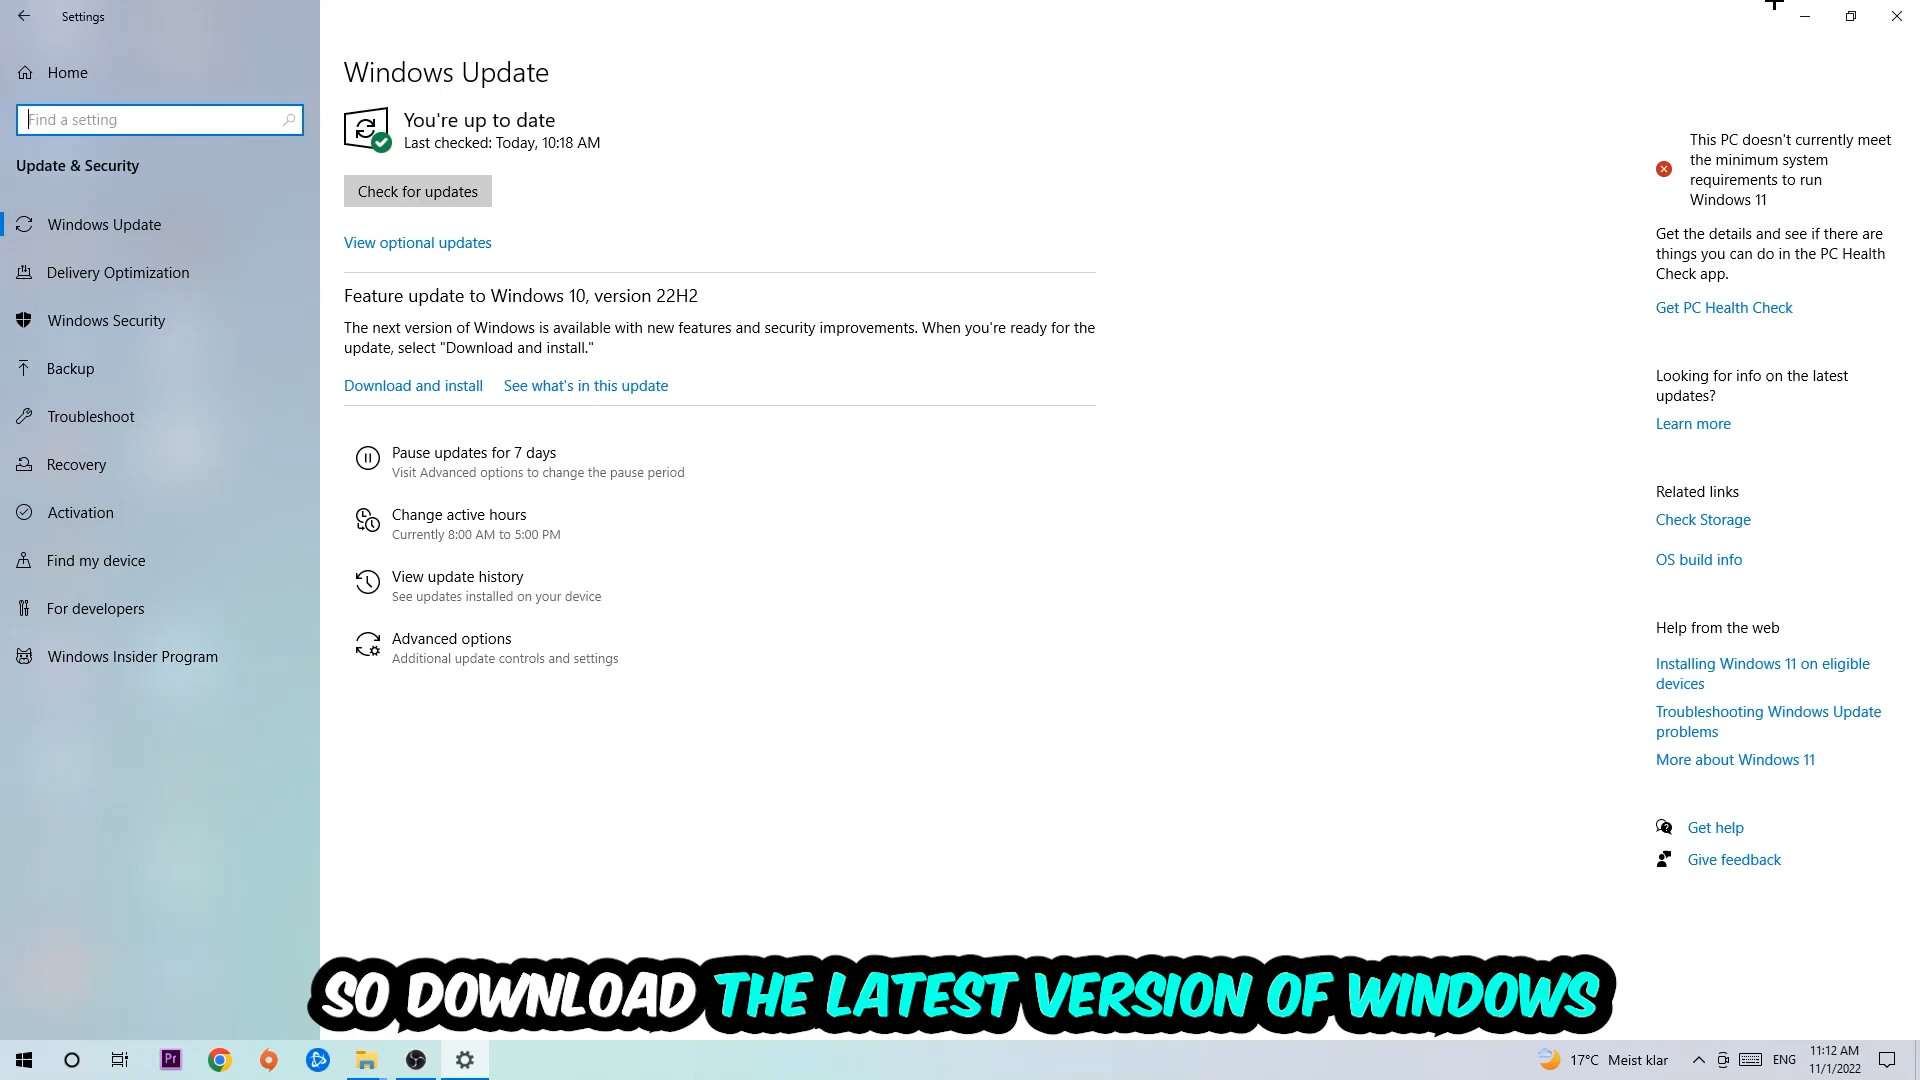 Settings
Home
Find a setting
Update & Security
Windows Update
Delivery Optimization
Windows Security
Backup
Troubleshoot
Recovery
Activation
Find my device
For developers
Windows Insider Program
Windows Update
You're up to date
Last checked: Today, 10:18 AM
Check for updates
View optional updates
Feature update to Windows 10, version 22H2
The next version of Windows is available with new features and security improvements. When you're ready for the
update, select "Download and install."
Download and install See what's in this update
Pause updates for 7 days
Visit Advanced options to change the pause period
Change active hours
Currently 8:00 AM to 5:00 PM
View update history
See updates installed on your device
Advanced options
Additional update controls and settings
This PC doesn't currently meet
the minimum system
requirements to run
Windows 11
Get the details and see if there are
things you can do in the PC Health
Check app.
Get PC Health Check
Looking for info on the latest
updates?
Learn more
Related links
Check Storage
OS build info
Help from the web
Installing Windows 11 on eligible
devices
Troubleshooting Windows Update
problems
More about Windows 11
Get help
Give feedback
SO DOWNLOAD THE LATEST VERSION OF WINDOWS
Pr
17°C Meist klar
ENG
11:12 AM
11/1/2022